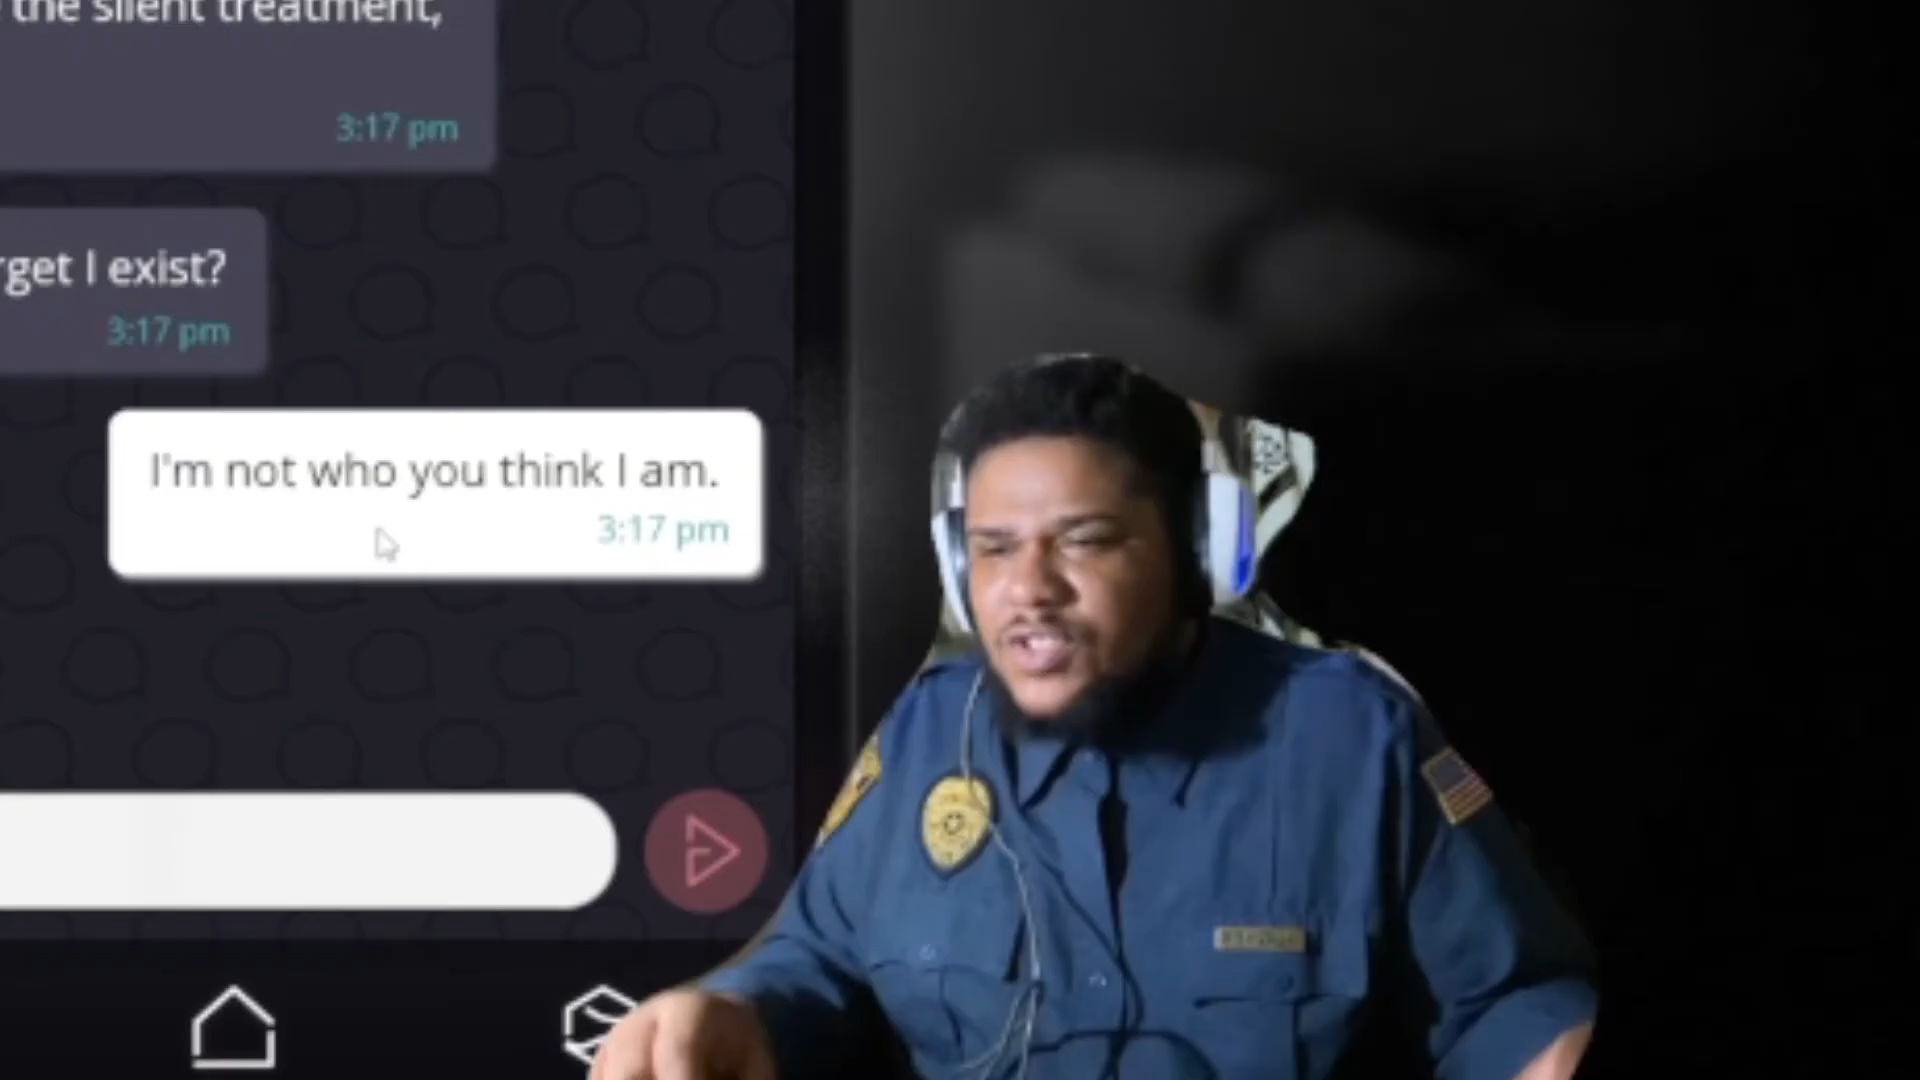 the silent treatment,
3:17 pm
rget I exist?
3:17 pm
I'm not who you think I am.
3:17 pm